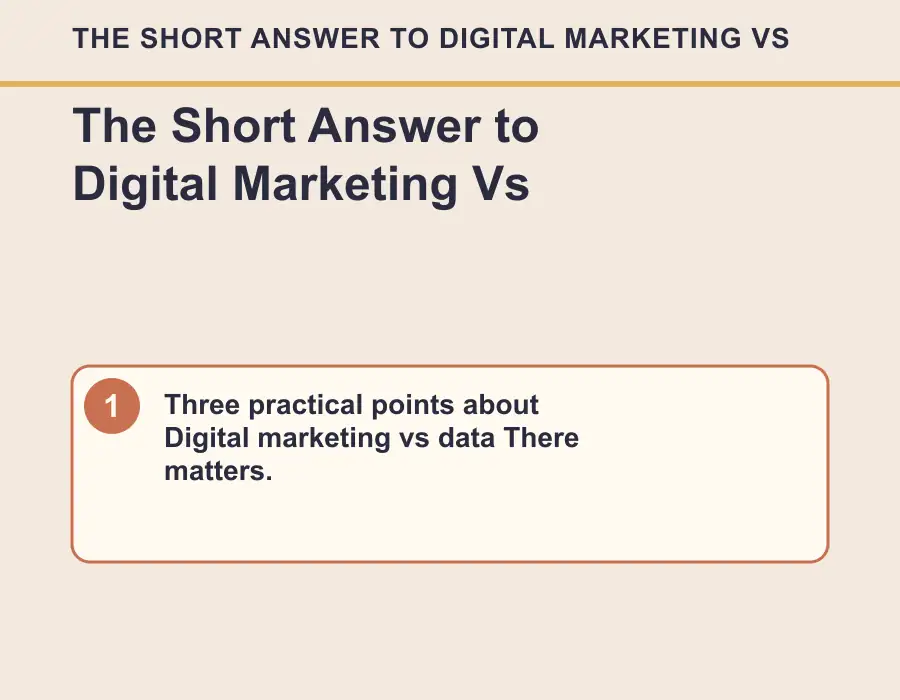 THE SHORT ANSWER TO DIGITAL MARKETING VS
The Short Answer to
Digital Marketing Vs
1
Three practical points about
Digital marketing vs data There
matters.